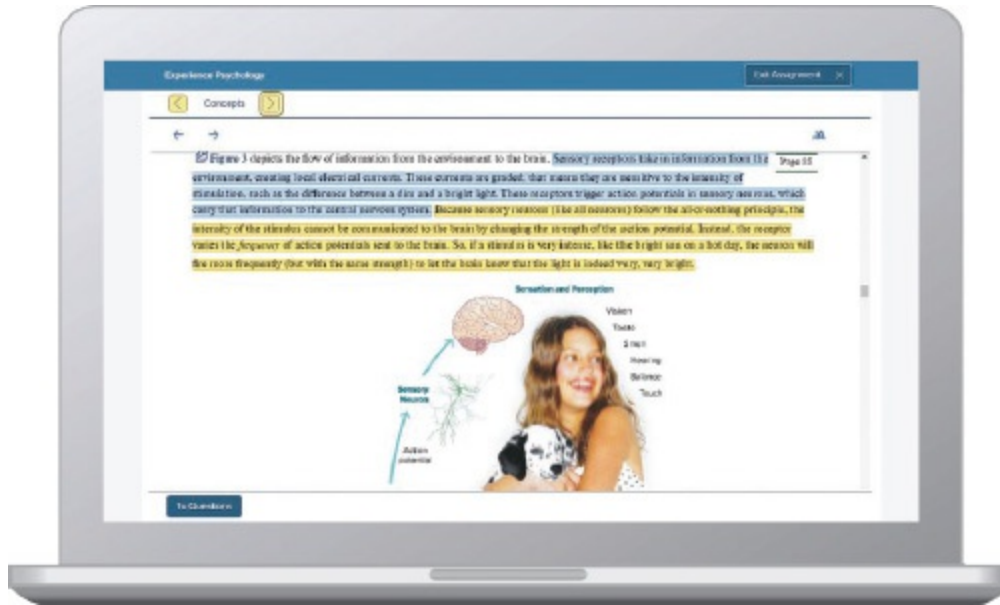 Experience Psychology
Exit Assignment
Concepts
Figure 3 depicts the flow of information from the environment to the brain. Sensory receptors take in information from the
Page 85
environment, creating local electrical currents. These currents are graded; that means they are sensitive to the intensity of
stimulation, such as the difference between a dim and a bright light. These receptors trigger action potentials in sensory neurons, which
carry that information to the central nervous system. Because sensory neurons (like all neurons) follow the all-or-nothing principle, the
intensity of the stimulus cannot be communicated to the brain by changing the strength of the action potential. Instead, the receptor
varies the frequency of action potentials sent to the brain. So, if a stimulus is very intense, like the bright sun on a hot day, the neuron will
fire more frequently (but with the same strength) to let the brain know that the light is indeed very, very bright.
Sensation and Perception
Vision
Taste
Smell
Hearing
Balance
Touch
Sensory
Neuron
Action
potential
To Questions